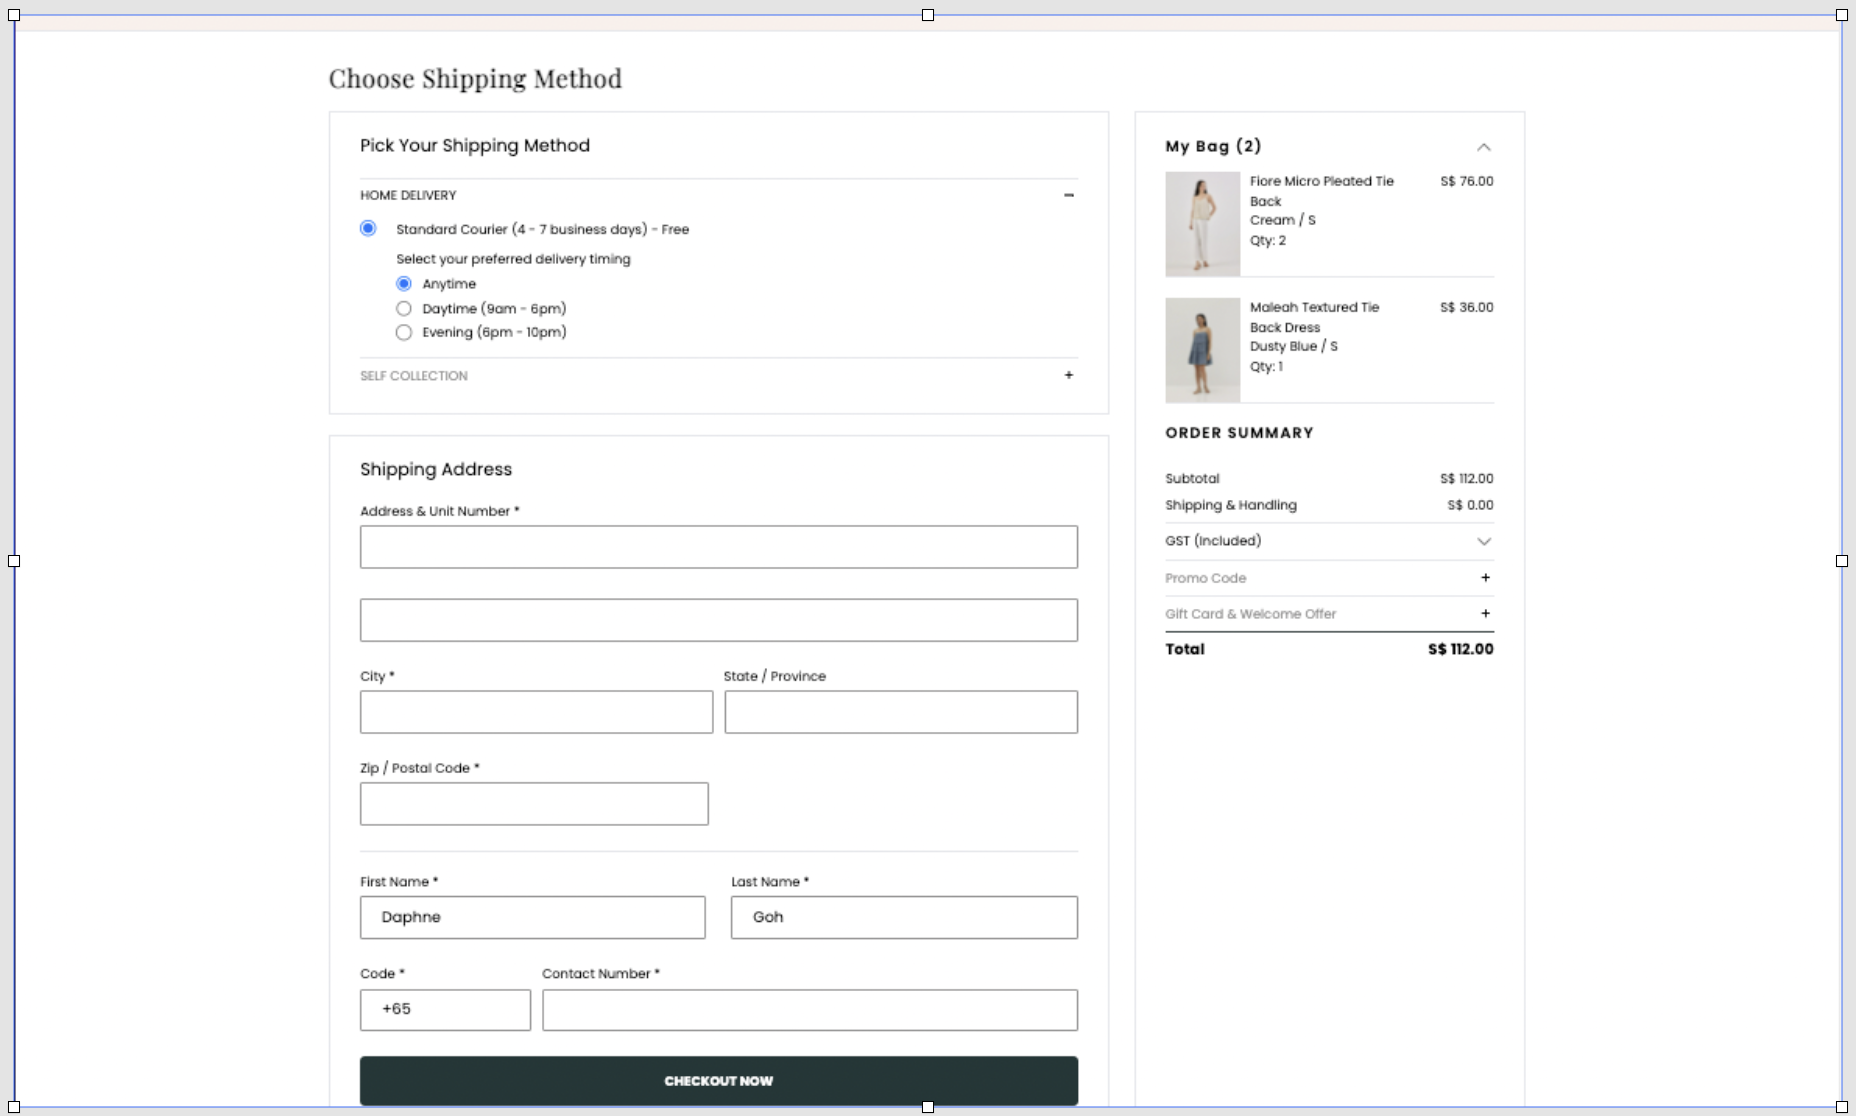 Choose Shipping Method
Pick Your Shipping Method
HOME DELIVERY
Standard Courier (4 - 7 business days) - Free
Select your preferred delivery timing
Anytime
Daytime (9am - 6pm)
Evening (6pm - 10pm)
SELF COLLECTION
Shipping Address
Address & Unit Number *
City *
State / Province
Zip / Postal Code *
First Name *
Last Name *
Daphne
Goh
Code *
Contact Number *
+65
CHECKOUT NOW
My Bag (2)
Fiore Micro Pleated Tie
S$ 76.00
Back
Cream / S
Qty: 2
Maleah Textured Tie
S$ 36.00
Back Dress
Dusty Blue / S
Qty: 1
ORDER SUMMARY
Subtotal
S$ 112.00
Shipping & Handling
S$ 0.00
GST (Included)
Promo Code
Gift Card & Welcome Offer
Total
S$ 112.00